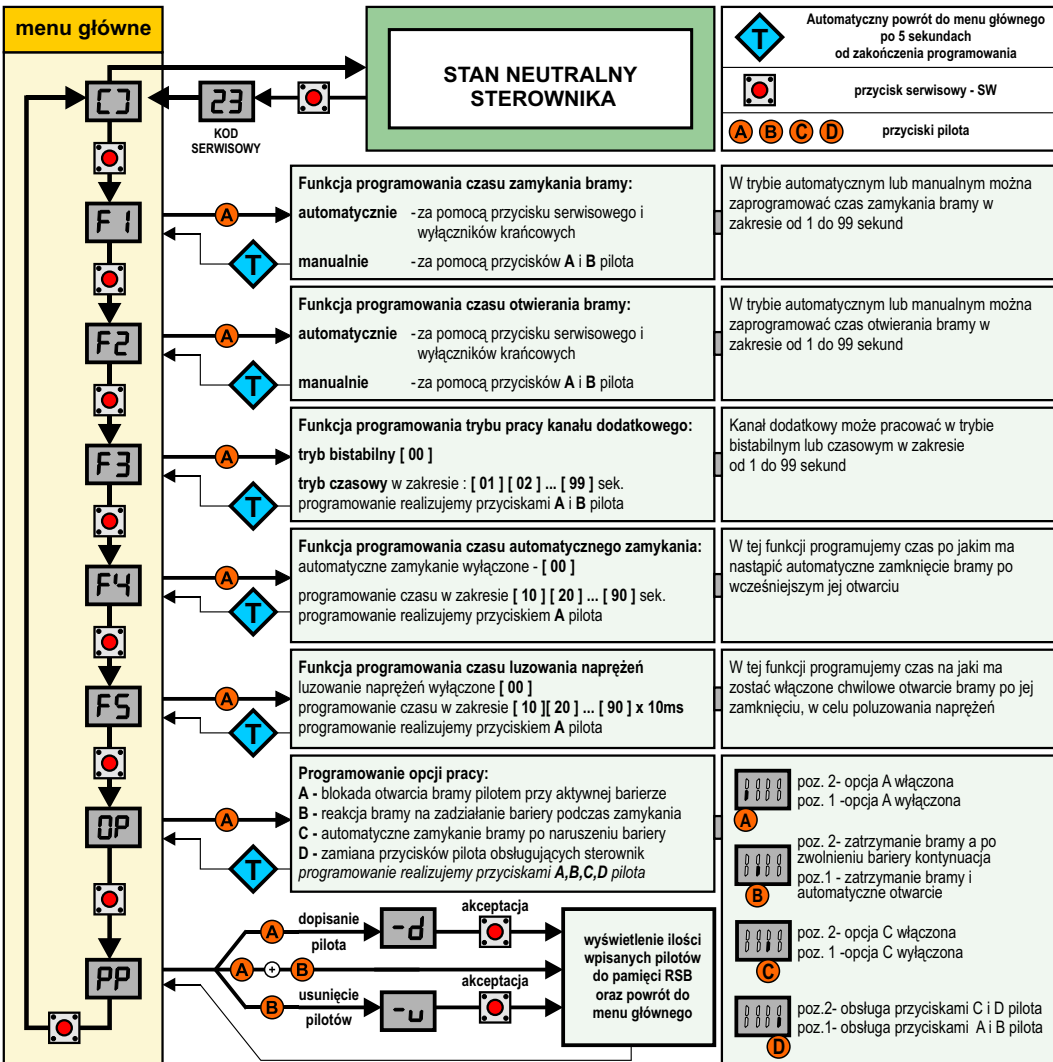 menu główne
STAN NEUTRALNY
STEROWNIKA
T
Automatyczny powrót do menu głównego
po 5 sekundach
od zakończenia programowania
przycisk serwisowy - SW
A B C D przyciski pilota
[ ]
23
KOD
SERWISOWY
F1
A
T
Funkcja programowania czasu zamykania bramy:
automatycznie - za pomocą przycisku serwisowego i
wyłączników krańcowych
manualnie - za pomocą przycisków A i B pilota
W trybie automatycznym lub manualnym można
zaprogramować czas zamykania bramy w
zakresie od 1 do 99 sekund
F2
A
T
Funkcja programowania czasu otwierania bramy:
automatycznie - za pomocą przycisku serwisowego i
wyłączników krańcowych
manualnie - za pomocą przycisków A i B pilota
W trybie automatycznym lub manualnym można
zaprogramować czas otwierania bramy w
zakresie od 1 do 99 sekund
F3
A
T
Funkcja programowania trybu pracy kanału dodatkowego:
tryb bistabilny [ 00 ]
tryb czasowy w zakresie : [ 01 ] [ 02 ] ... [ 99 ] sek.
programowanie realizujemy przyciskami A i B pilota
Kanał dodatkowy może pracować w trybie
bistabilnym lub czasowym w zakresie
od 1 do 99 sekund
F4
A
T
Funkcja programowania czasu automatycznego zamykania:
automatyczne zamykanie wyłączone - [ 00 ]
programowanie czasu w zakresie [ 10 ] [ 20 ] ... [ 90 ] sek.
programowanie realizujemy przyciskiem A pilota
W tej funkcji programujemy czas po jakim ma
nastąpić automatyczne zamknięcie bramy po
wcześniejszym jej otwarciu
F5
A
T
Funkcja programowania czasu luzowania naprężeń
luzowanie naprężeń wyłączone [ 00 ]
programowanie czasu w zakresie [ 10 ][ 20 ] ... [ 90 ] x 10ms
programowanie realizujemy przyciskiem A pilota
W tej funkcji programujemy czas na jaki ma
zostać włączone chwilowe otwarcie bramy po jej
zamknięciu, w celu poluzowania naprężeń
OP
A
T
Programowanie opcji pracy:
A - blokada otwarcia bramy pilotem przy aktywnej barierze
B - reakcja bramy na zadziałanie bariery podczas zamykania
C - automatyczne zamykanie bramy po naruszeniu bariery
D - zamiana przycisków pilota obsługujących sterownik
programowanie realizujemy przyciskami A,B,C,D pilota
poz. 2- opcja A włączona
poz. 1 -opcja A wyłączona
A
poz. 2- zatrzymanie bramy a po
zwolnieniu bariery kontynuacja
poz.1 - zatrzymanie bramy i
automatyczne otwarcie
B
poz. 2- opcja C włączona
poz. 1 -opcja C wyłączona
C
poz.2- obsługa przyciskami C i D pilota
poz.1- obsługa przyciskami A i B pilota
D
PP
A dopisanie
pilota
-d
akceptacja
A + B
B usunięcie
pilotów
-u
akceptacja
wyświetlenie ilości
wpisanych pilotów
do pamięci RSB
oraz powrót do
menu głównego